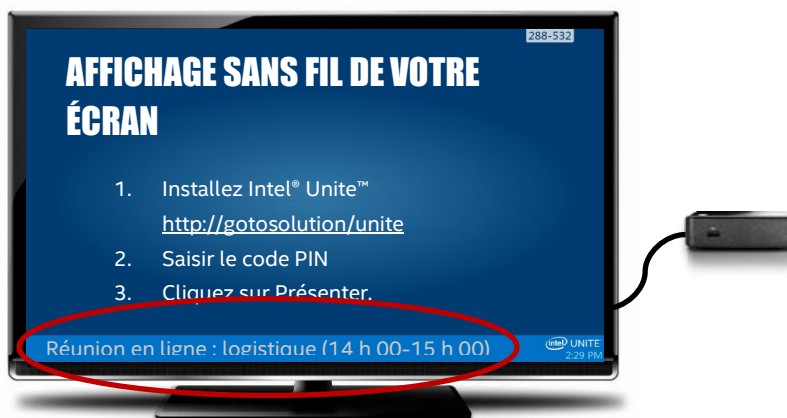 288-532
AFFICHAGE SANS FIL DE VOTRE
ÉCRAN
1. Installez Intel® Unite™
http://gotosolution/unite
2. Saisir le code PIN
3. Cliquez sur Présenter.
Réunion en ligne : logistique (14 h 00-15 h 00)
intel UNITE
2:29 PM